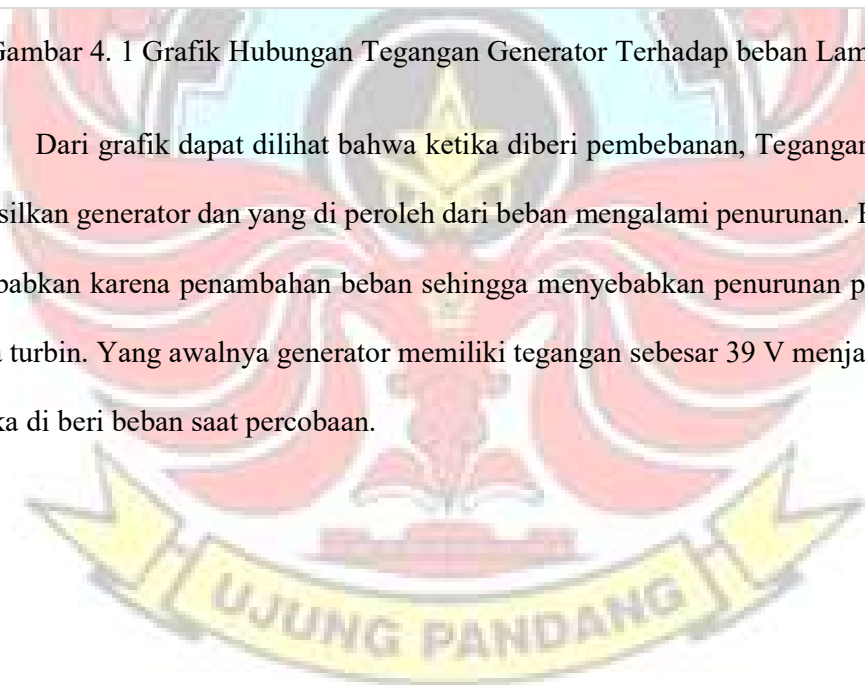 Gambar 4. 1 Grafik Hubungan Tegangan Generator Terhadap beban Lam
Dari grafik dapat dilihat bahwa ketika diberi pembebanan, Tegangan
silkan generator dan yang di peroleh dari beban mengalami penurunan.
babkan karena penambahan beban sehingga menyebabkan penurunan p
turbin. Yang awalnya generator memiliki tegangan sebesar 39 V menja
ka di beri beban saat percobaan.
UJUNG PANDANG